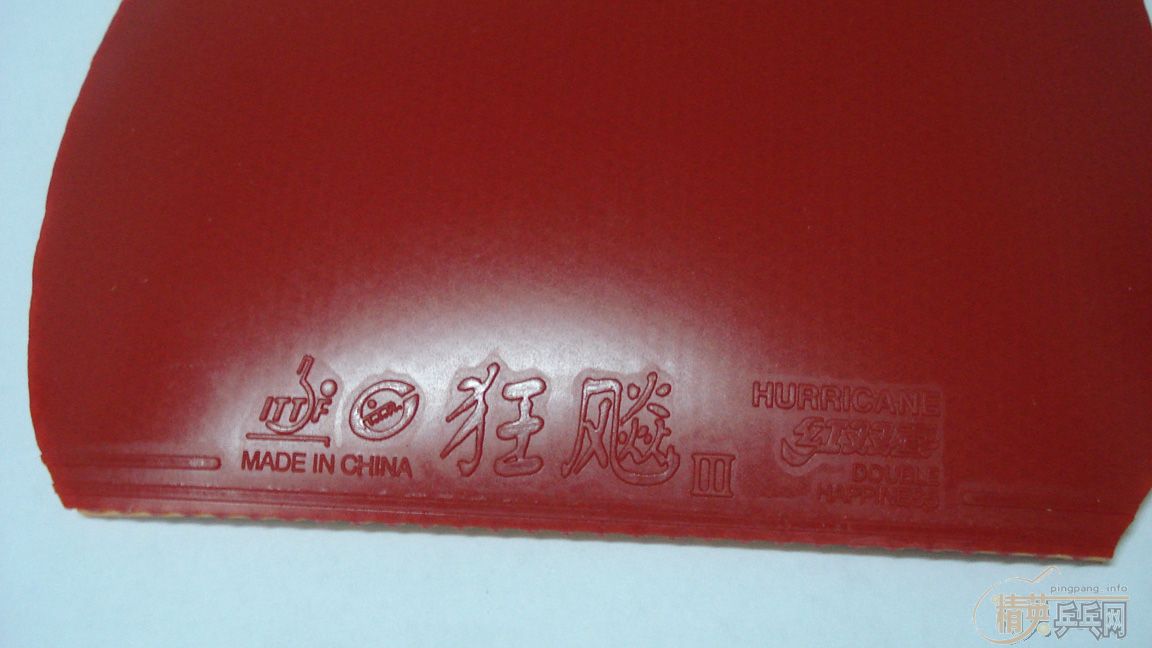 ITTF
MADE IN CHINA
狂飚
III
HURRICANE
红双喜
DOUBLE
HAPPINESS
pingpang info
精英乒乓网